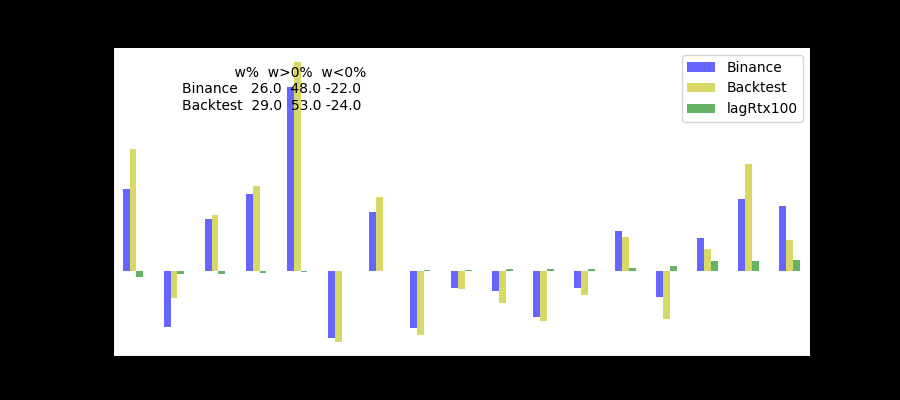 w%  w>0%  w<0%
Binance   26.0  48.0 -22.0
Backtest  29.0  53.0 -24.0
Binance
Backtest
lagRtx100